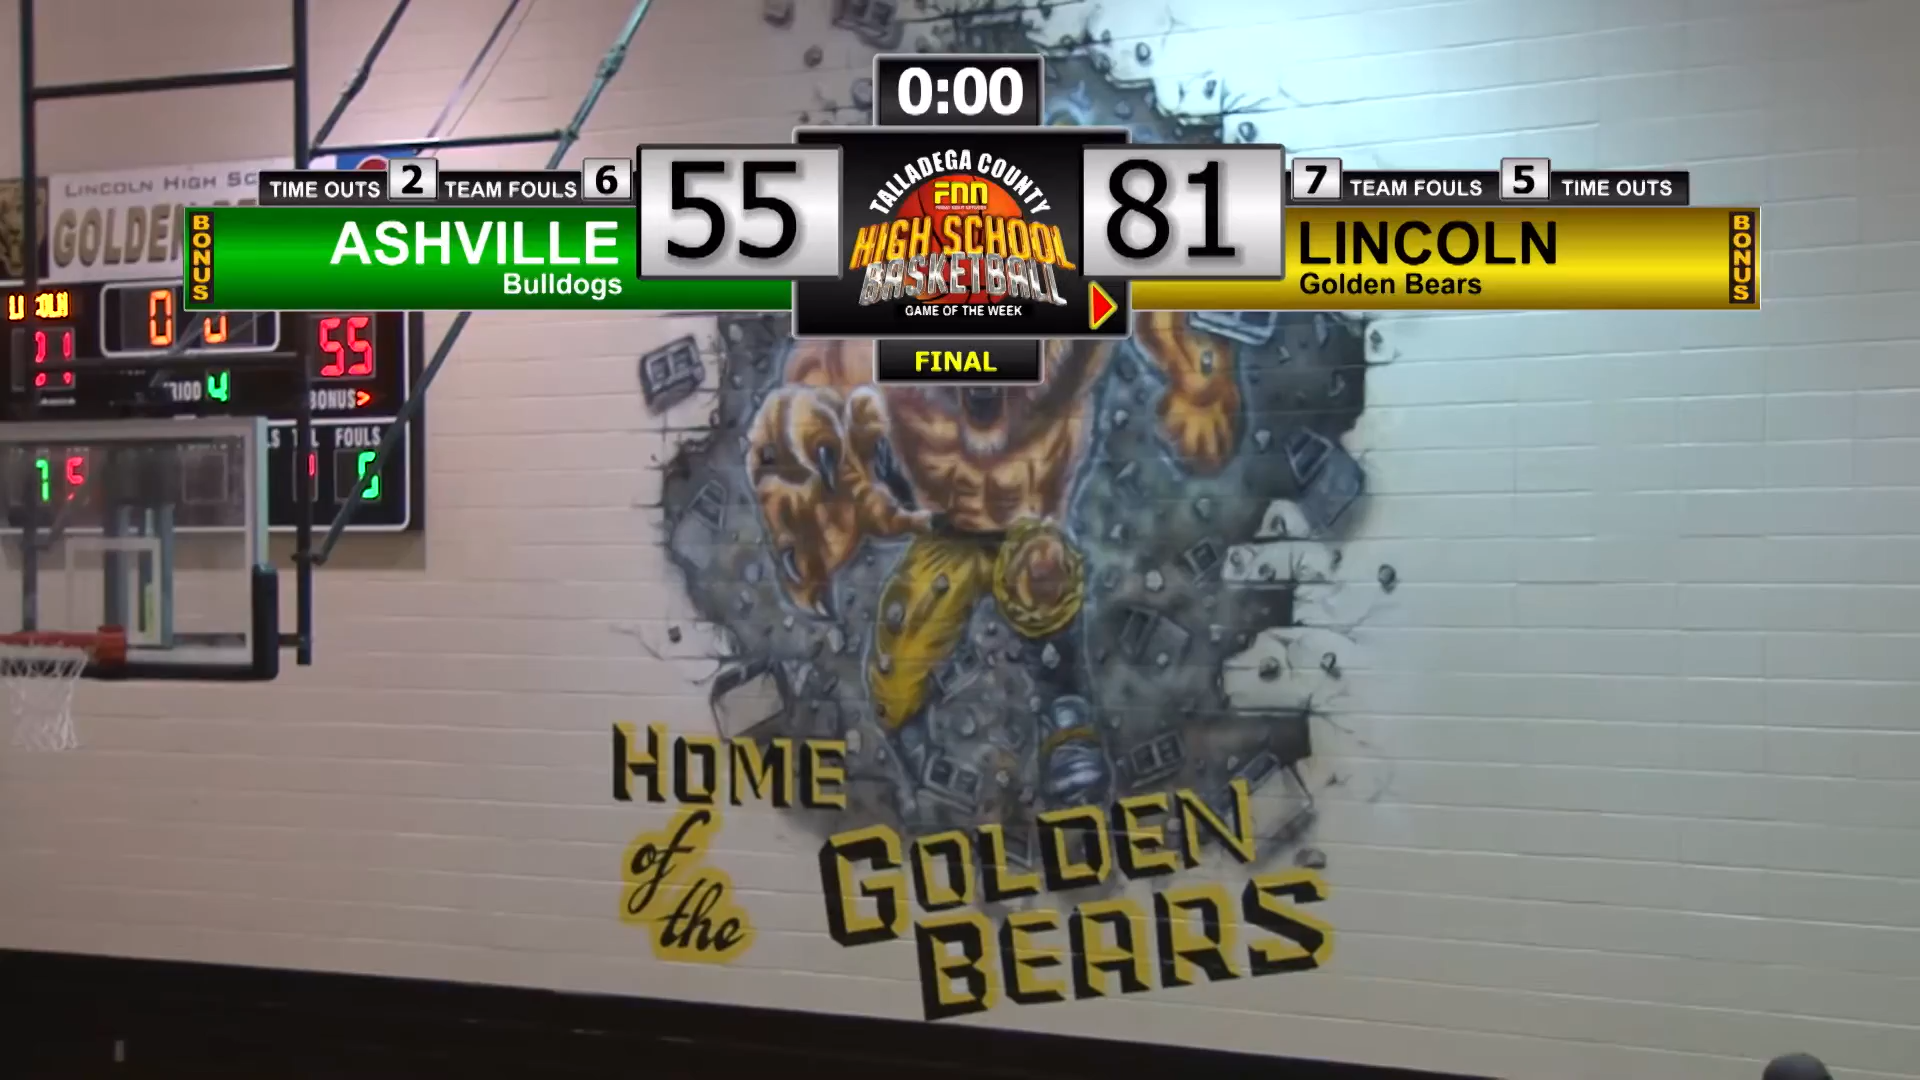 0:00
TIME OUTS 2 TEAM FOULS 6
55
81
7 TEAM FOULS 5 TIME OUTS
BONUS
ASHVILLE
Bulldogs
TALLADEGA COUNTY
FNN
HIGH SCHOOL
BASKETBALL
GAME OF THE WEEK
LINCOLN
Golden Bears
BONUS
FINAL
LINCOLN HIGH SC
GOLDEN
55
4
BONUS>
FOULS
HOME
of
the
GOLDEN
BEARS